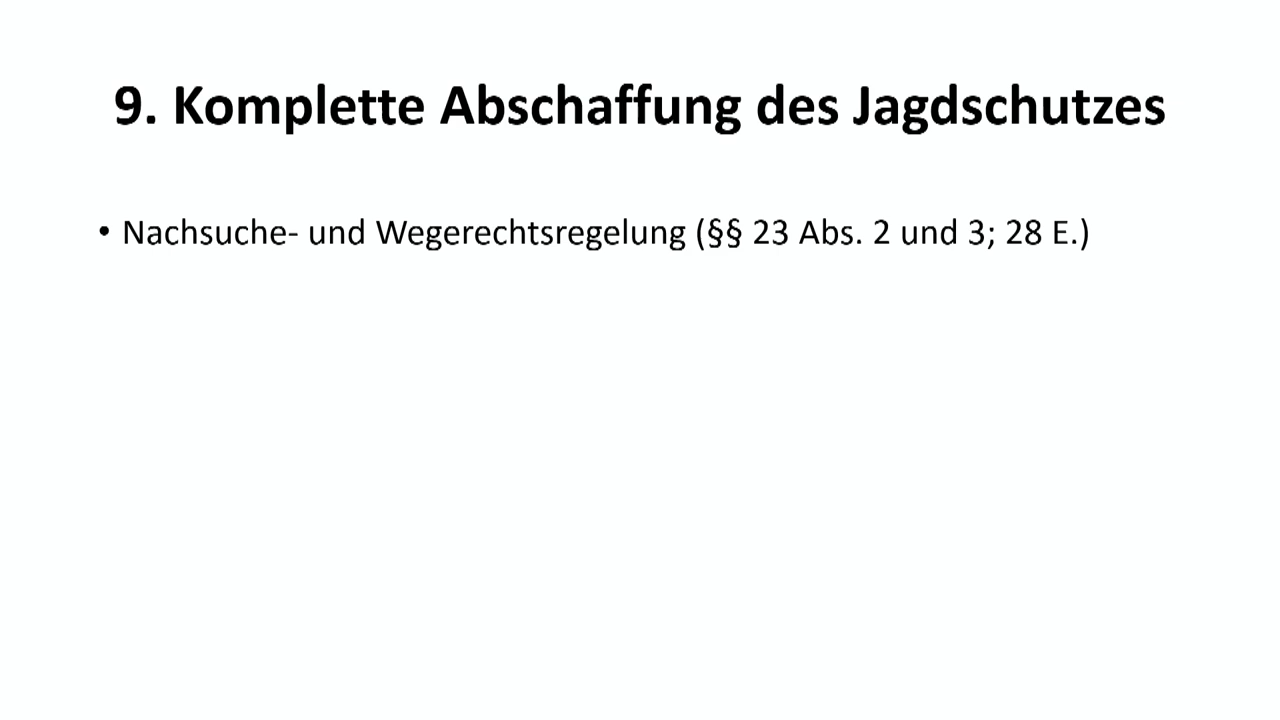 9. Komplette Abschaffung des Jagdschutzes
• Nachsuche- und Wegerechtsregelung (§§ 23 Abs. 2 und 3; 28 E.)